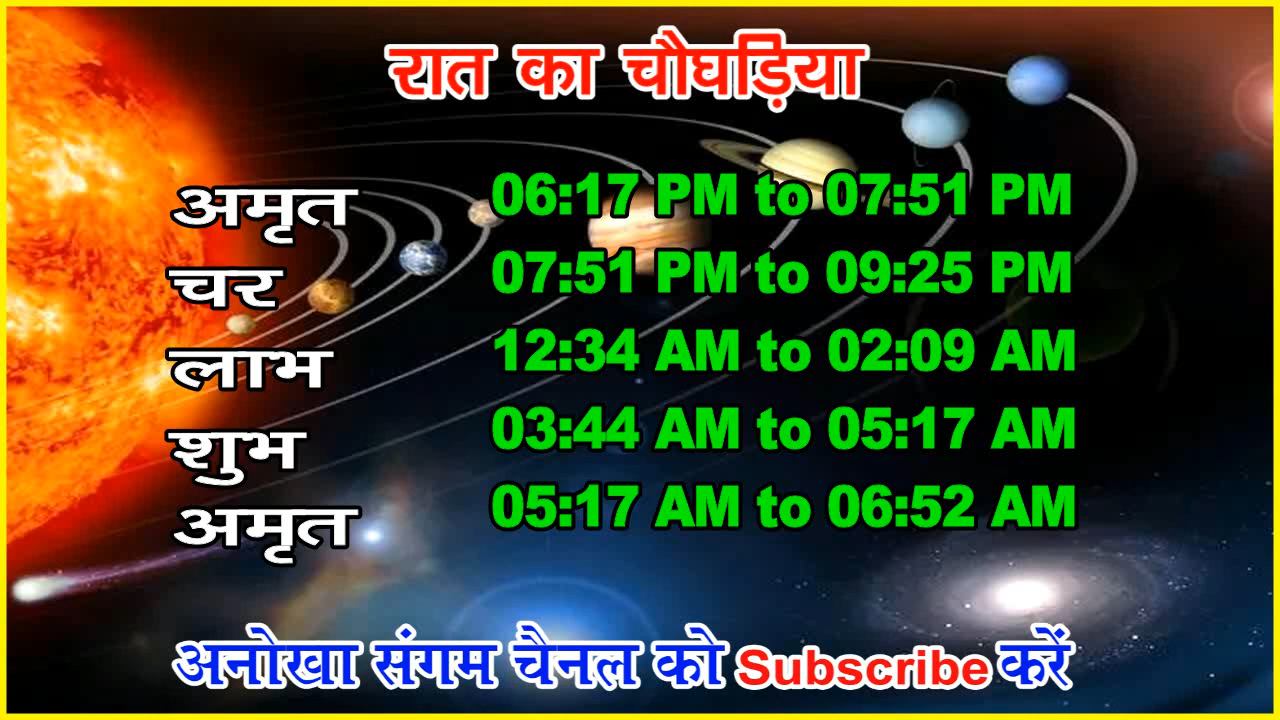 रात का चौघड़िया
अमृत 06:17 PM to 07:51 PM
चर 07:51 PM to 09:25 PM
लाभ 12:34 AM to 02:09 AM
शुभ 03:44 AM to 05:17 AM
अमृत 05:17 AM to 06:52 AM
अनोखा संगम चैनल को Subscribe करें